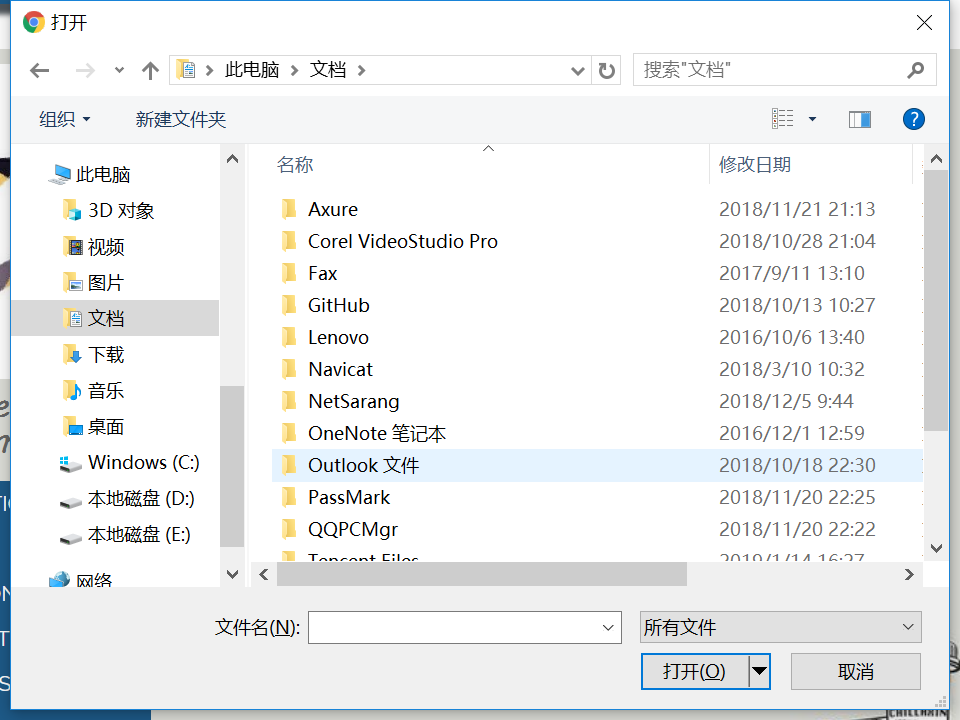 打开
此电脑 文档
搜索"文档"
组织 新建文件夹
名称 修改日期
此电脑
3D 对象
视频
图片
文档
下载
音乐
桌面
Windows (C:)
本地磁盘 (D:)
本地磁盘 (E:)
网络
Axure 2018/11/21 21:13
Corel VideoStudio Pro 2018/10/28 21:04
Fax 2017/9/11 13:10
GitHub 2018/10/13 10:27
Lenovo 2016/10/6 13:40
Navicat 2018/3/10 10:32
NetSarang 2018/12/5 9:44
OneNote 笔记本 2016/12/1 12:59
Outlook 文件 2018/10/18 22:30
PassMark 2018/11/20 22:25
QQPCMgr 2018/11/20 22:22
Tencent Files 2019/1/14 16:27
文件名(N): 所有文件
打开(O) 取消